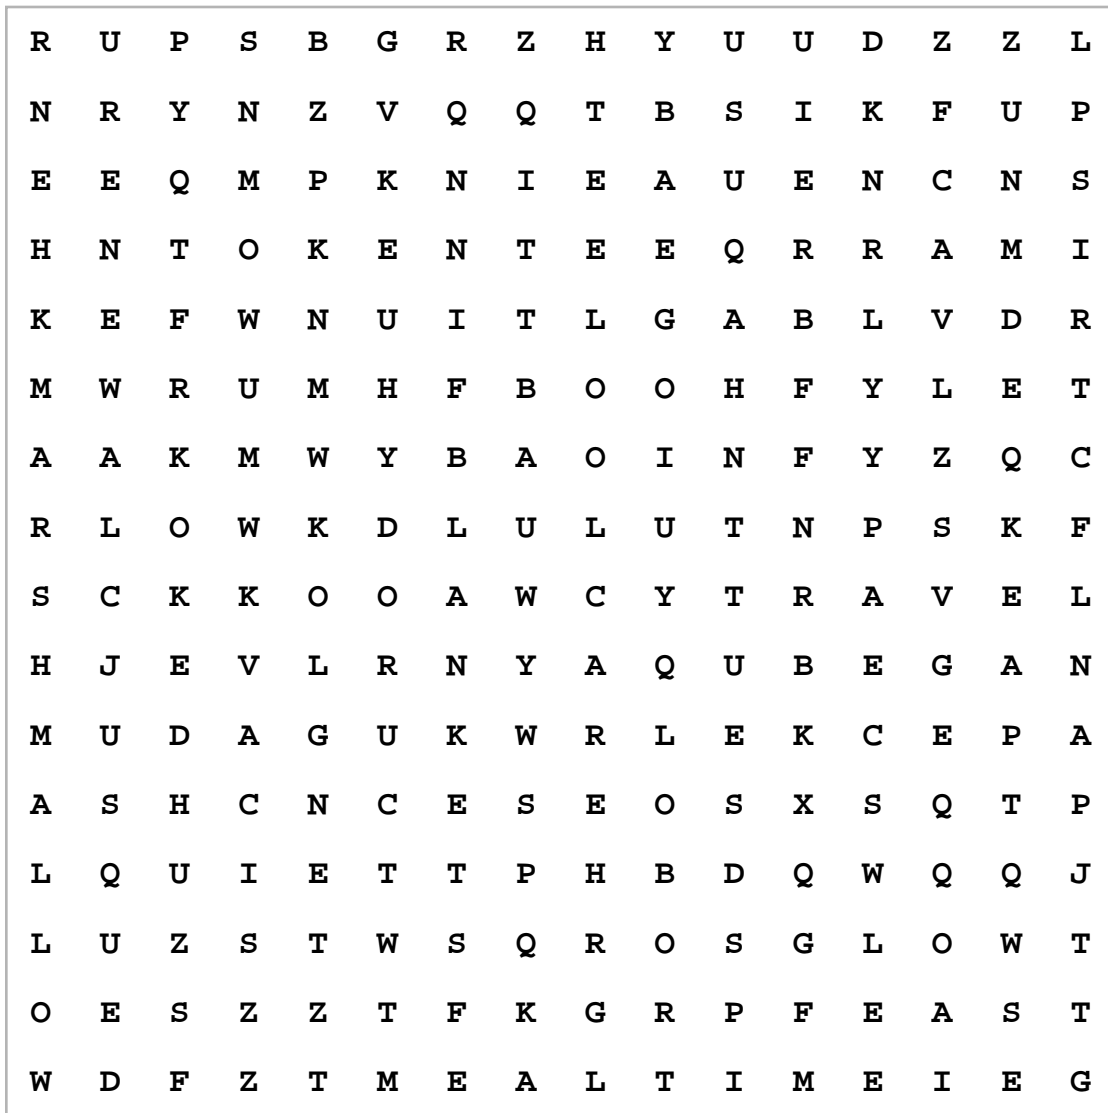 R U P S B G R Z H Y U U D Z Z L
N R Y N Z V Q Q T B S I K F U P
E E Q M P K N I E A U E N C N S
H N T O K E N T E E Q R R A M I
K E F W N U I T L G A B L V D R
M W R U M H F B O O H F Y L E T
A A K M W Y B A O I N F Y Z Q C
R L O W K D L U L U T N P S K F
S C K K O O A W C Y T R A V E L
H J E V L R N Y A Q U B E G A N
M U D A G U K W R L E K C E P A
A S H C N C E S E O S X S Q T P
L Q U I E T T P H B D Q W Q Q J
L U Z S T W S Q R O S G L O W T
O E S Z Z T F K G R P F E A S T
W D F Z T M E A L T I M E I E G